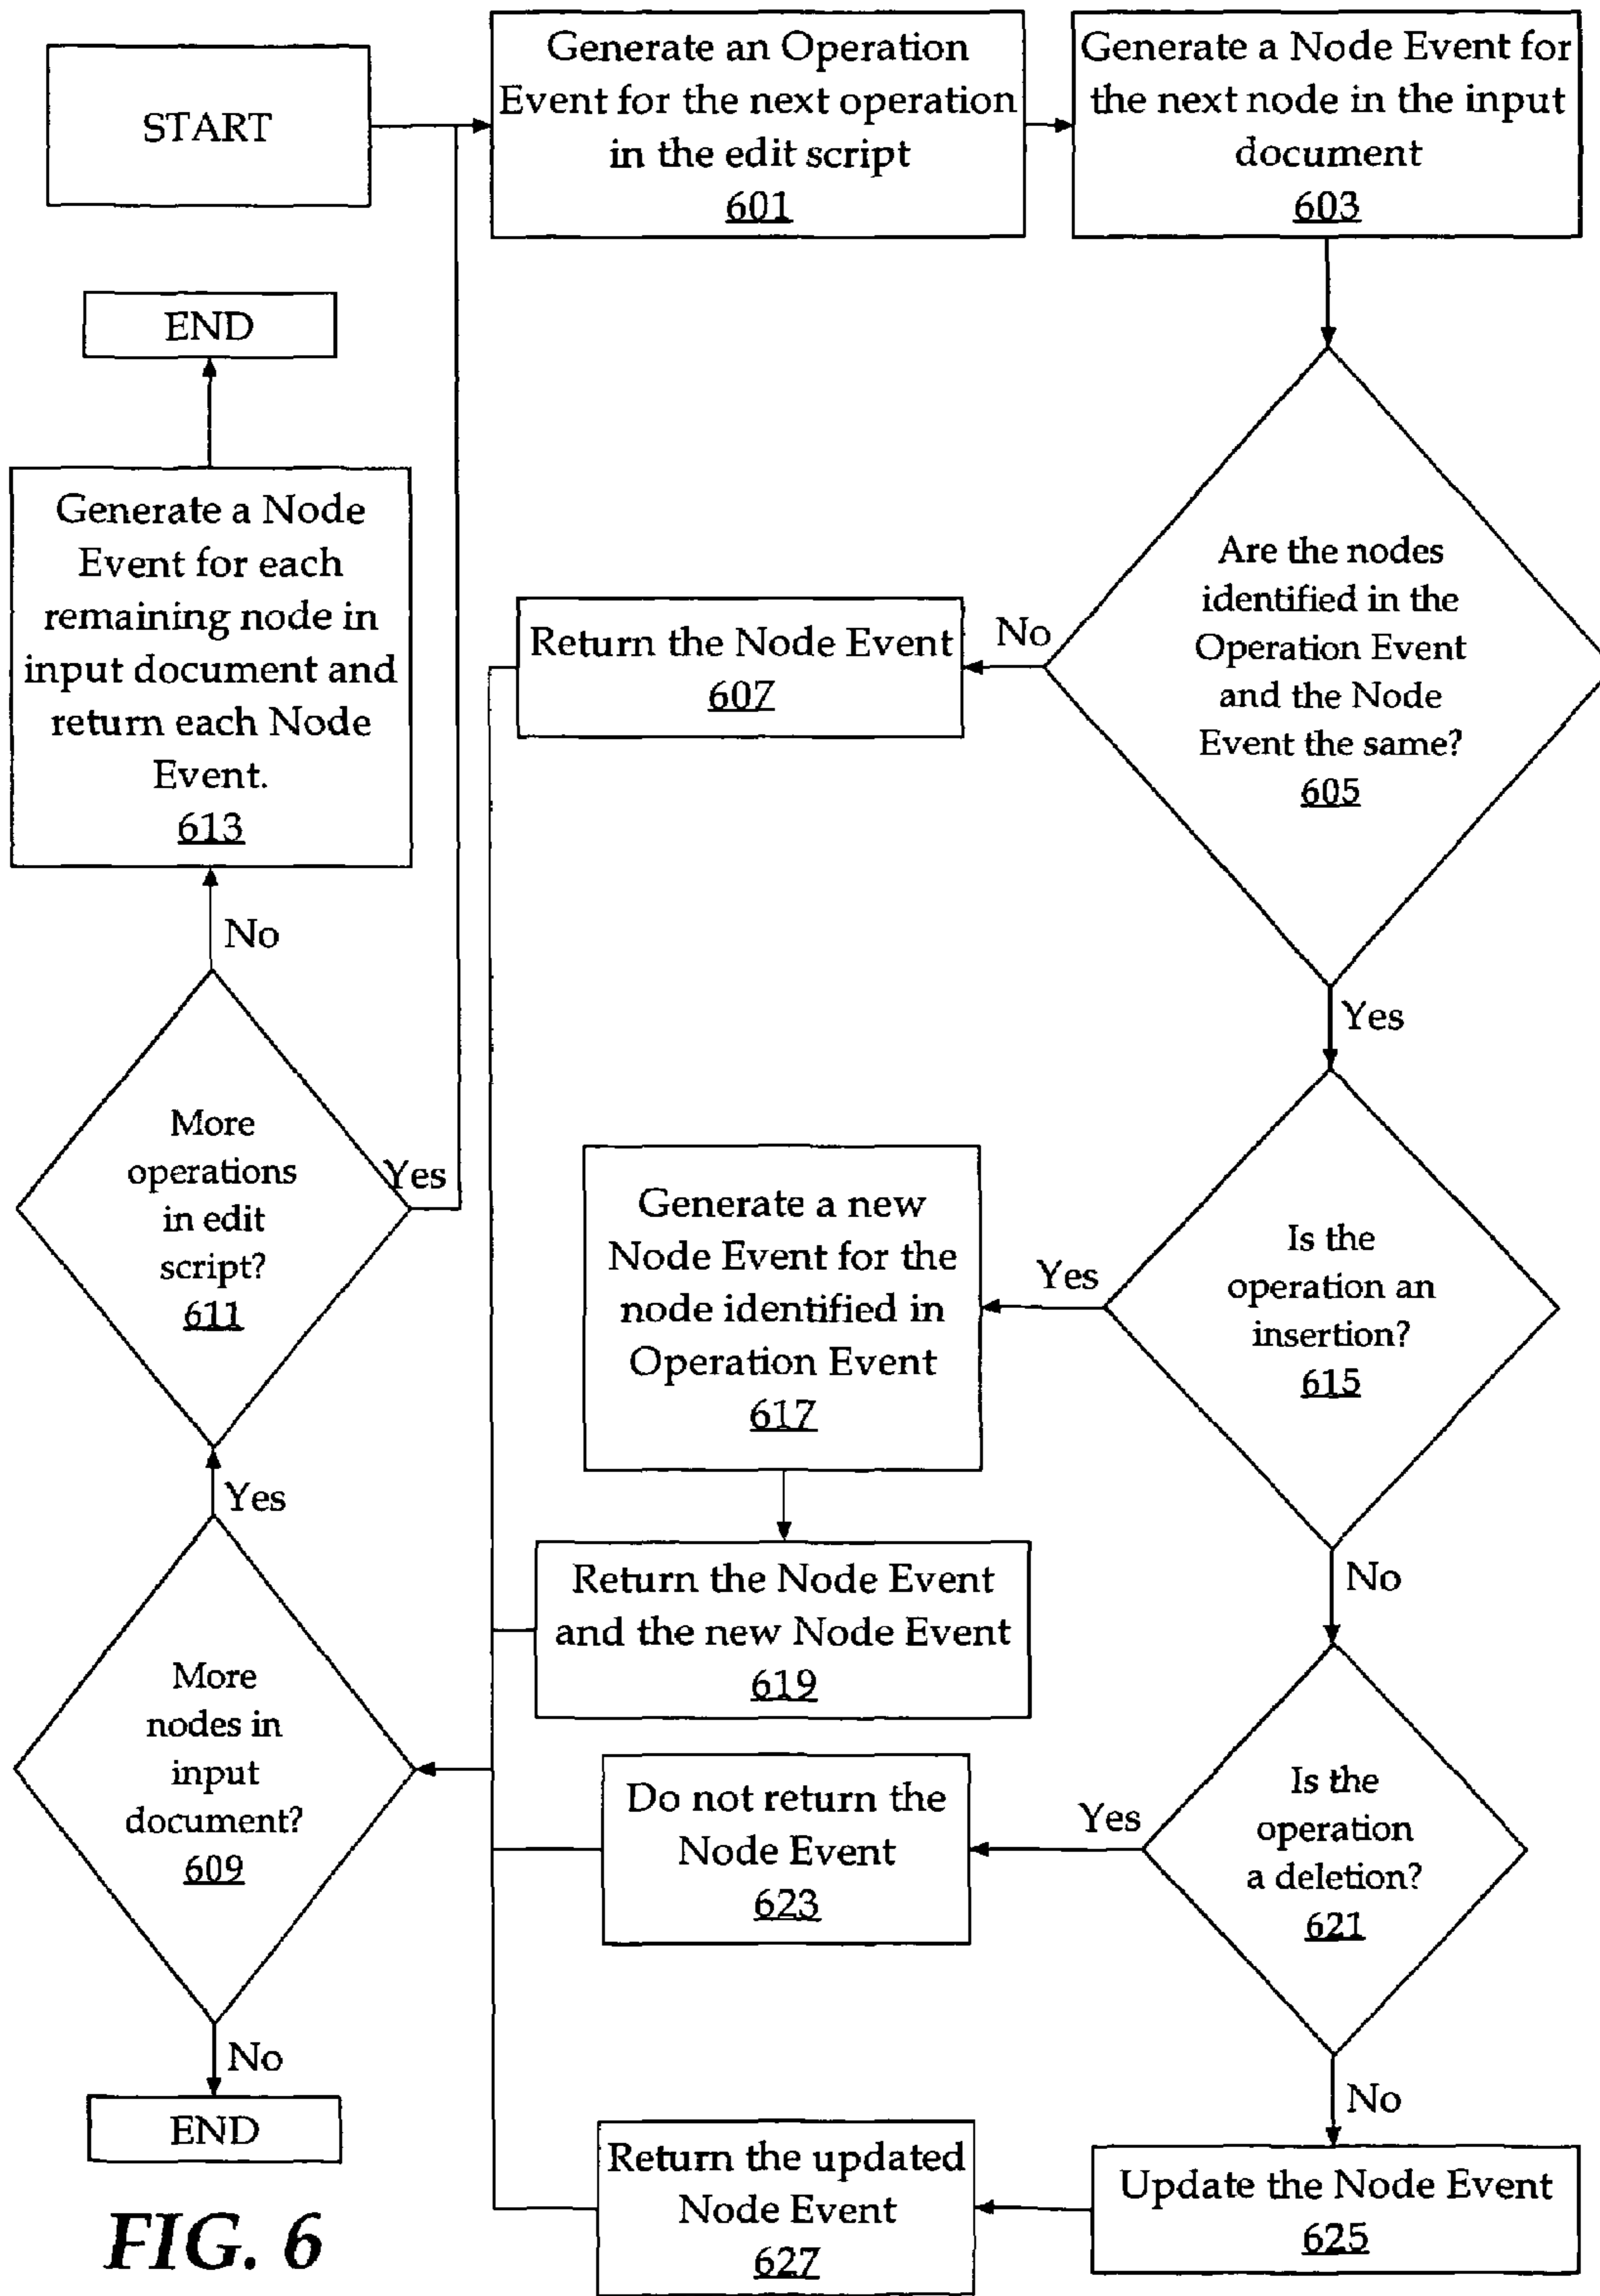 START
Generate an Operation
Event for the next operation
in the edit script
601
Generate a Node Event for
the next node in the input
document
603
END
Generate a Node
Event for each
remaining node in
input document and
return each Node
Event.
613
Return the Node Event
607
No
Are the nodes
identified in the
Operation Event
and the Node
Event the same?
605
No
Yes
More
operations
in edit
script?
611
Yes
Generate a new
Node Event for the
node identified in
Operation Event
617
Yes
Is the
operation an
insertion?
615
Yes
No
Return the Node Event
and the new Node Event
619
More
nodes in
input
document?
609
Do not return the
Node Event
623
Yes
Is the
operation
a deletion?
621
No
No
END
Return the updated
Node Event
627
Update the Node Event
625
FIG. 6